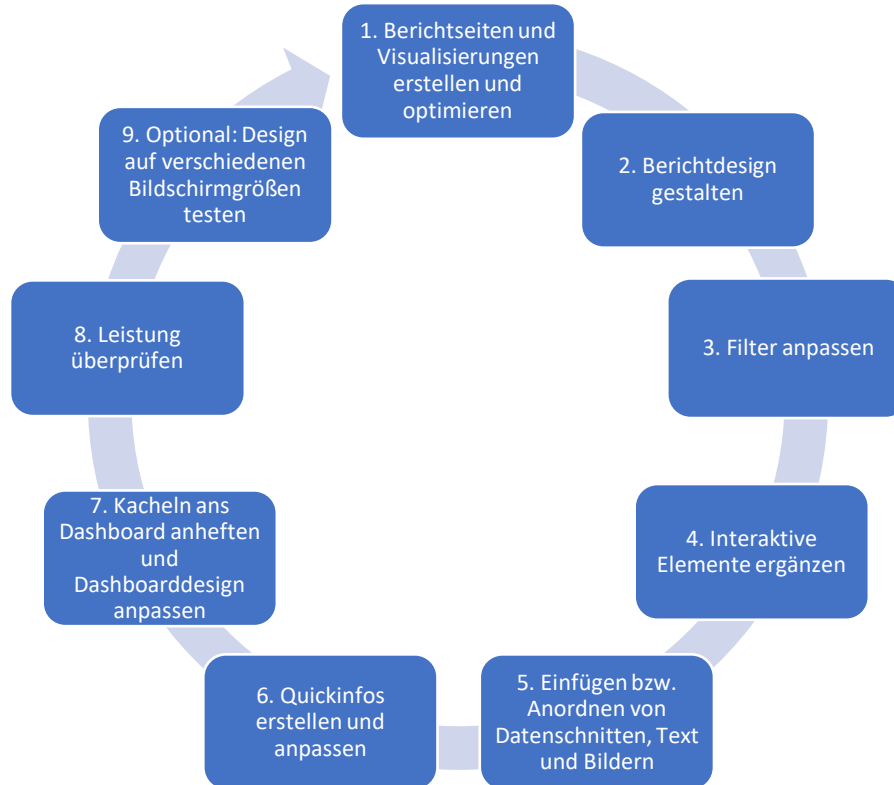 1. Berichtseiten und
Visualisierungen
erstellen und
optimieren
2. Berichtdesign
gestalten
3. Filter anpassen
4. Interaktive
Elemente ergänzen
5. Einfügen bzw.
Anordnen von
Datenschnitten, Text
und Bildern
6. Quickinfos
erstellen und
anpassen
7. Kacheln ans
Dashboard anheften
und
Dashboarddesign
anpassen
8. Leistung
überprüfen
9. Optional: Design
auf verschiedenen
Bildschirmgrößen
testen